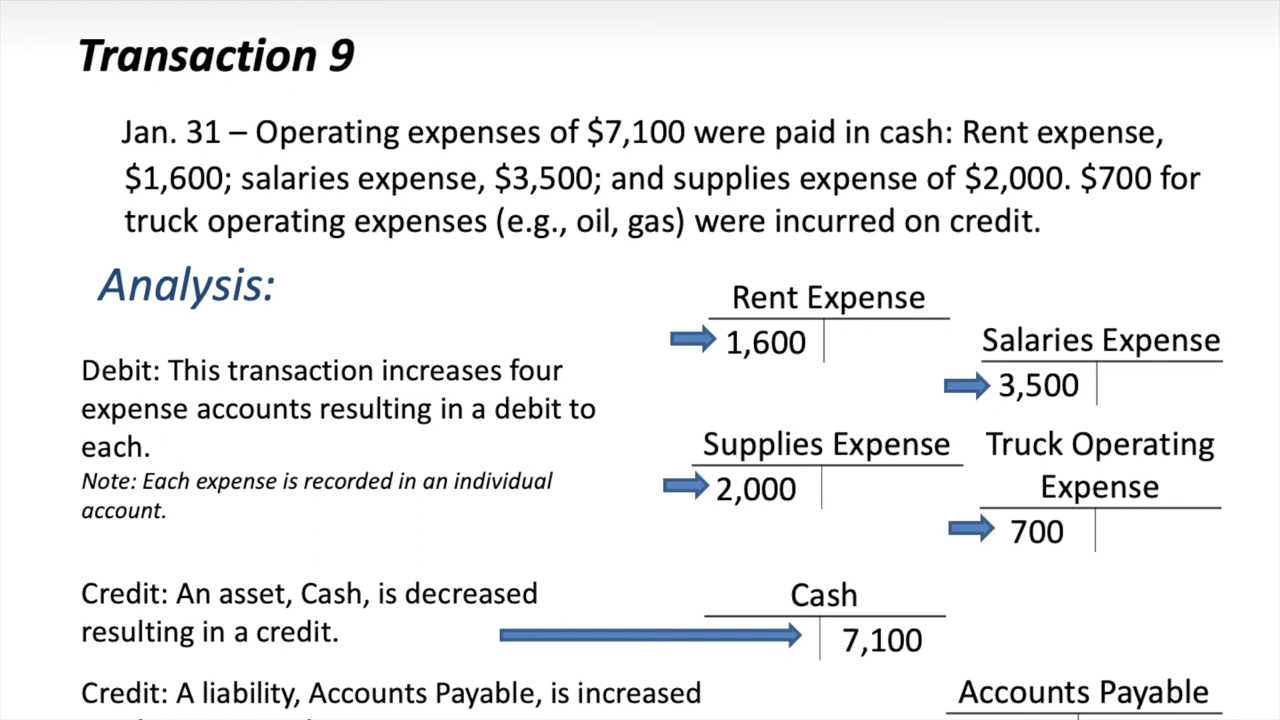 Transaction 9
Jan. 31 – Operating expenses of $7,100 were paid in cash: Rent expense,
$1,600; salaries expense, $3,500; and supplies expense of $2,000. $700 for
truck operating expenses (e.g., oil, gas) were incurred on credit.
Analysis:
Debit: This transaction increases four
expense accounts resulting in a debit to
each.
Note: Each expense is recorded in an individual
account.
Rent Expense
1,600
Salaries Expense
3,500
Supplies Expense
2,000
Truck Operating
Expense
700
Credit: An asset, Cash, is decreased
resulting in a credit.
Cash
7,100
Credit: A liability, Accounts Payable, is increased
Accounts Payable